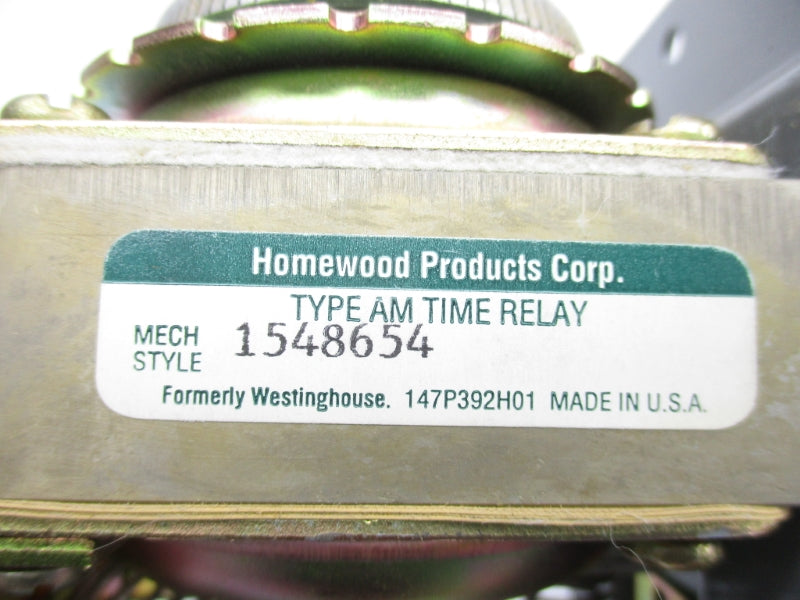 Homewood Products Corp.
TYPE AM TIME RELAY
MECH STYLE 1548654
Formerly Westinghouse. 147P392H01 MADE IN U.S.A.